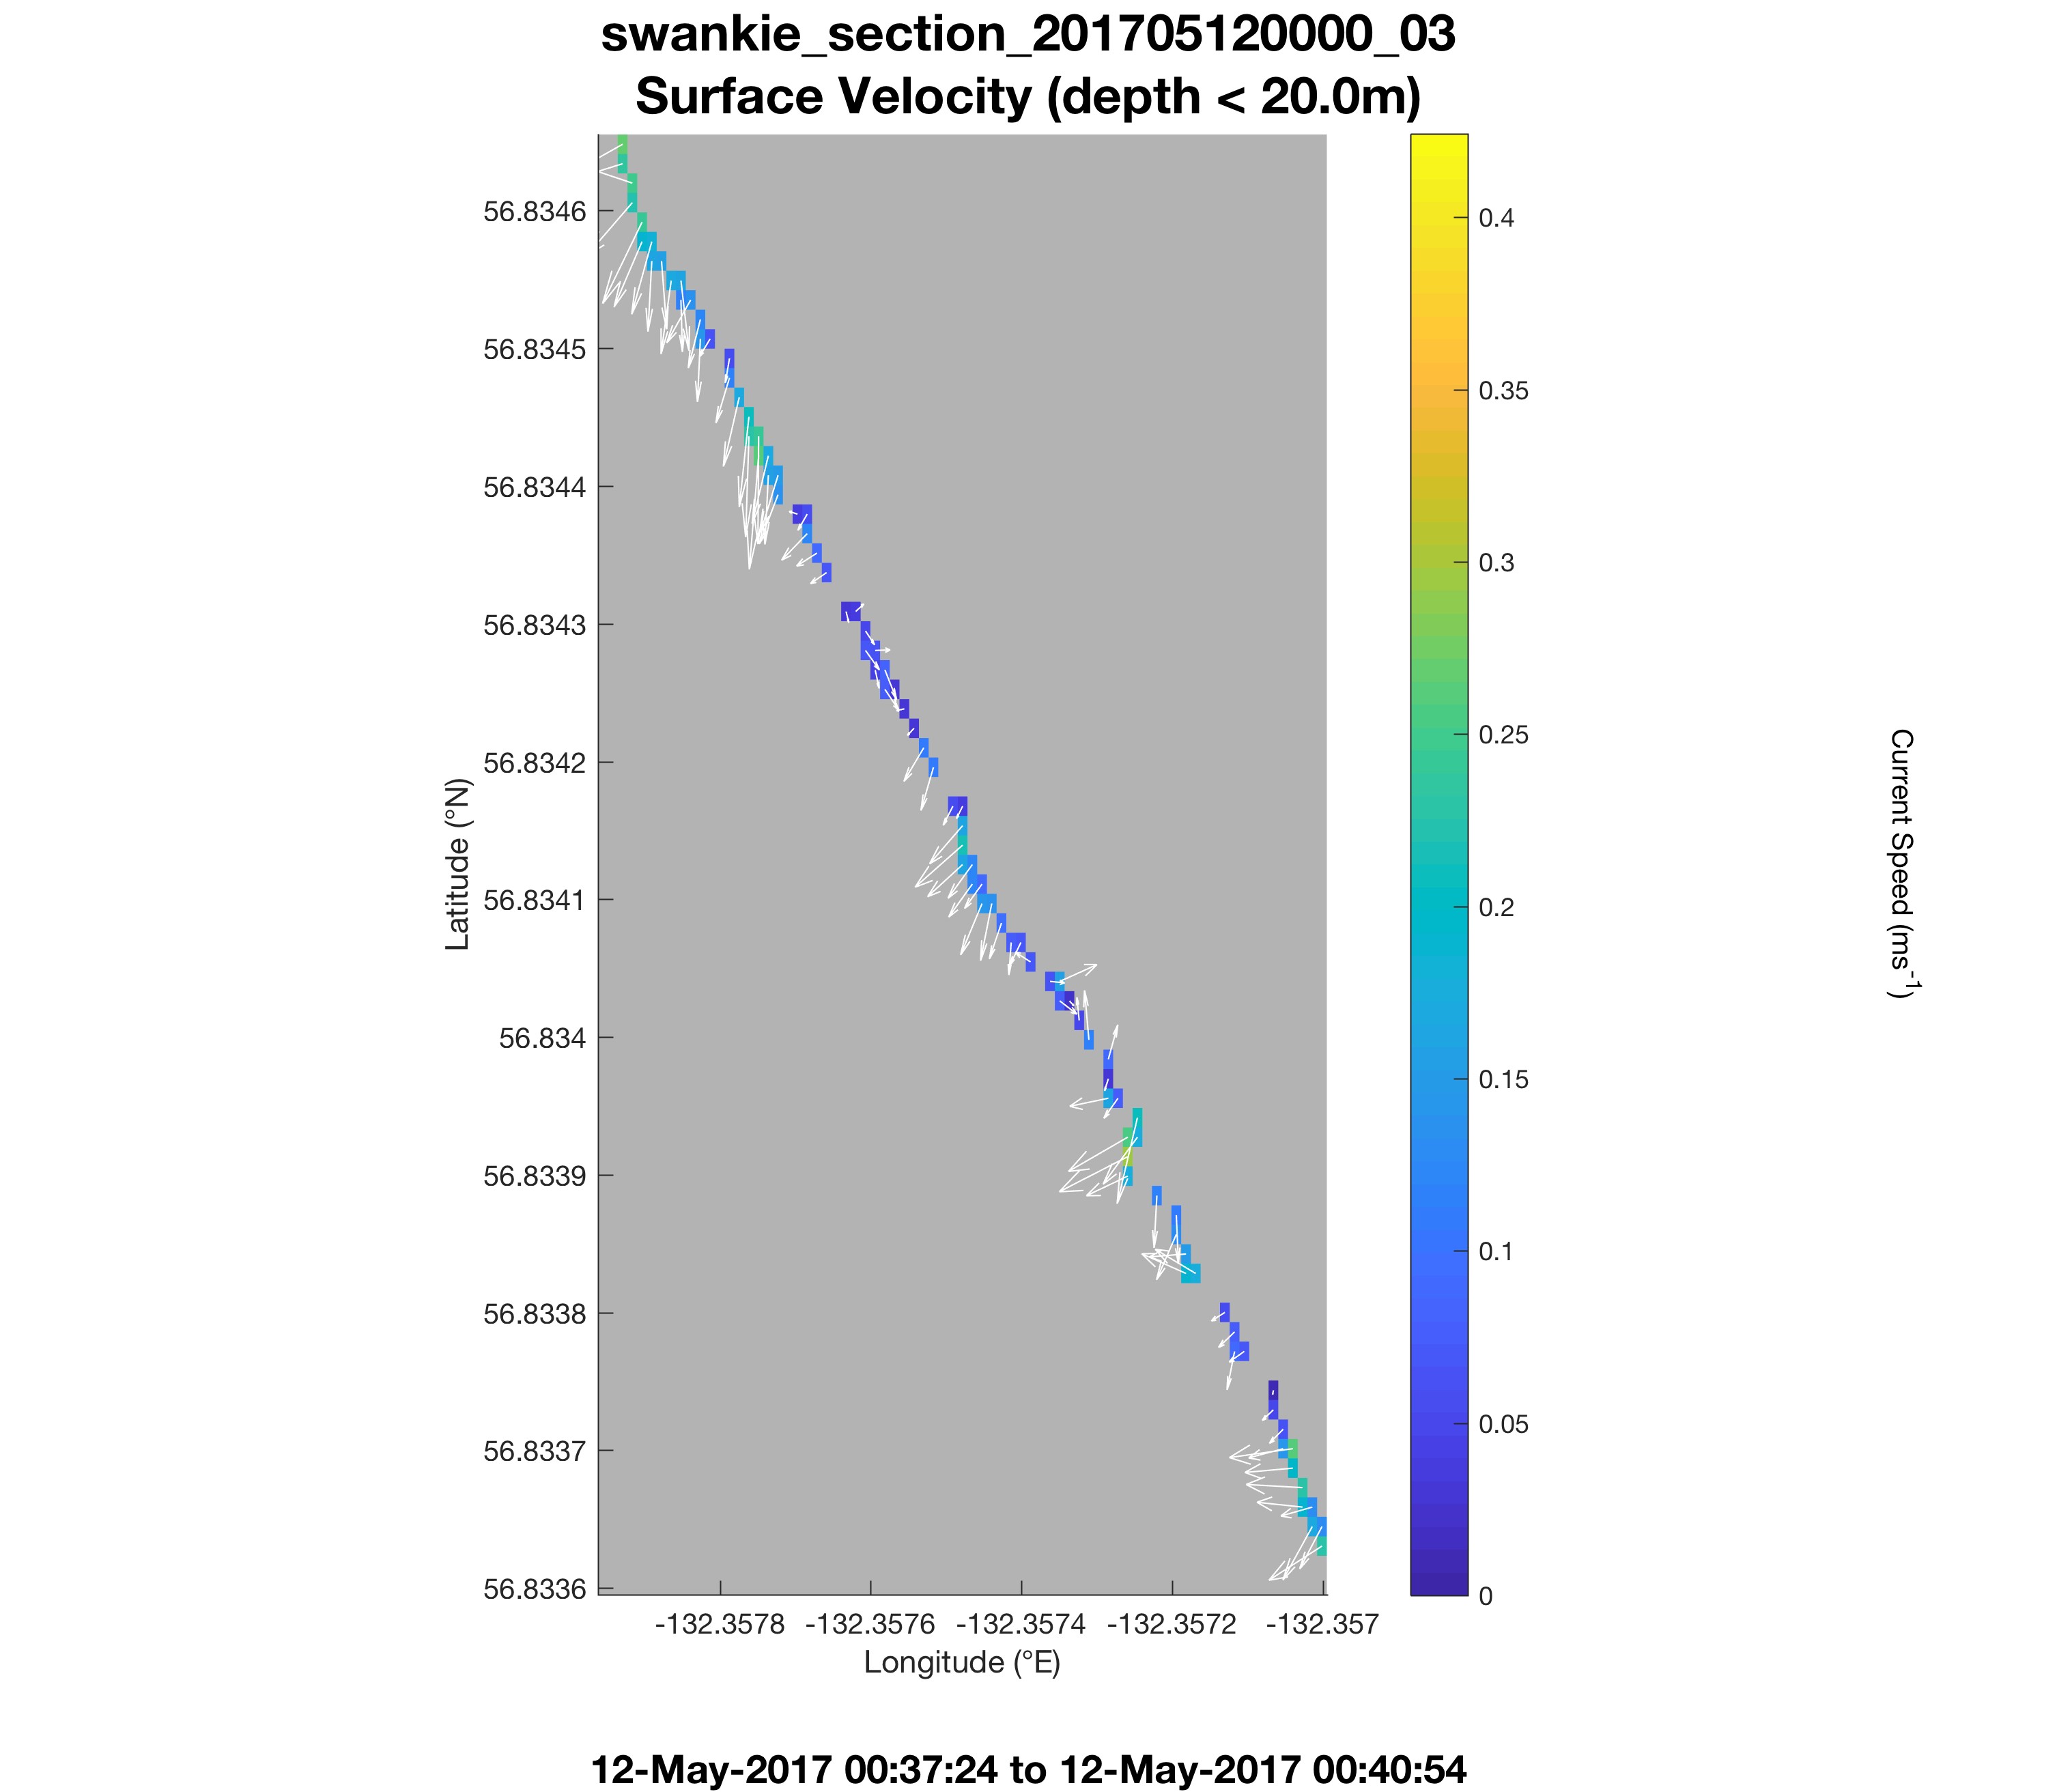 swankie_section_201705120000_03
Surface Velocity (depth < 20.0m)
56.8346
56.8345
56.8344
56.8343
56.8342
56.8341
56.834
56.8339
56.8338
56.8337
56.8336
Latitude (°N)
-132.3578 -132.3576 -132.3574 -132.3572 -132.357
Longitude (°E)
0.4
0.35
0.3
0.25
0.2
0.15
0.1
0.05
0
Current Speed (ms⁻¹)
12-May-2017 00:37:24 to 12-May-2017 00:40:54